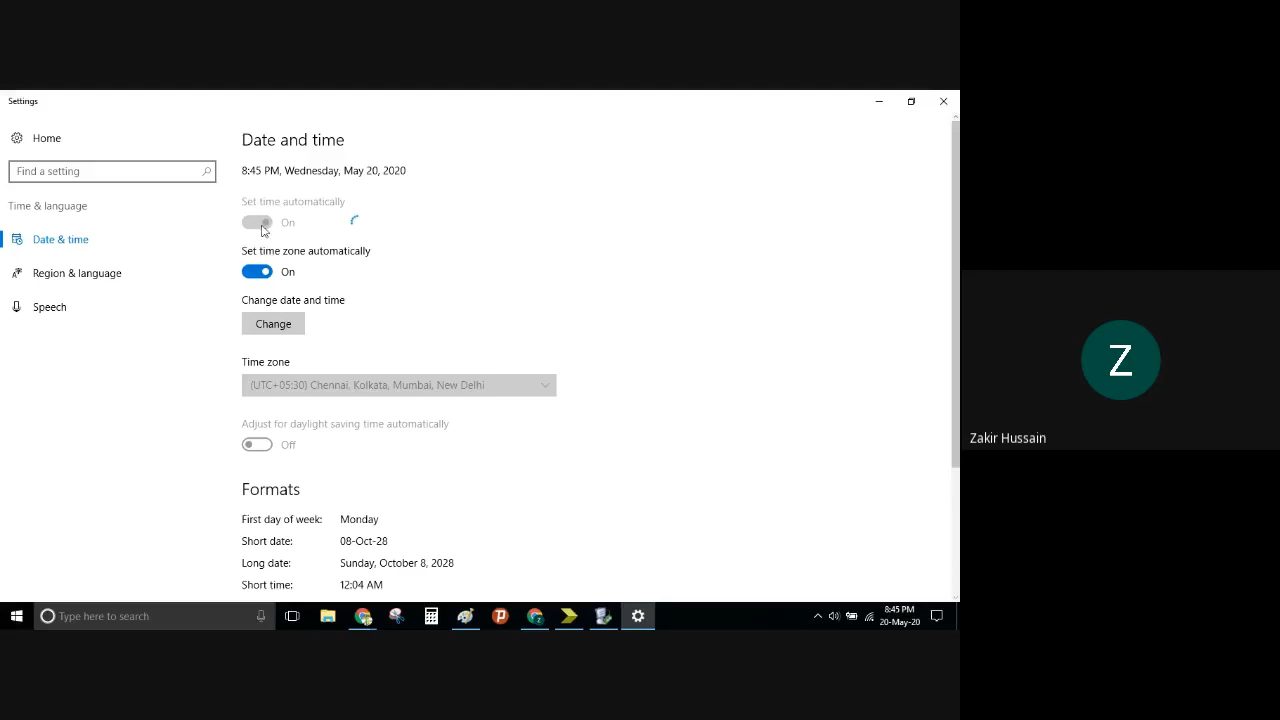 Settings
Home
Find a setting
Time & language
Date & time
Region & language
Speech
Date and time
8:45 PM, Wednesday, May 20, 2020
Set time automatically
On
Set time zone automatically
On
Change date and time
Change
Time zone
(UTC+05:30) Chennai, Kolkata, Mumbai, New Delhi
Adjust for daylight saving time automatically
Off
Formats
First day of week: Monday
Short date: 08-Oct-28
Long date: Sunday, October 8, 2028
Short time: 12:04 AM
Type here to search
8:45 PM
20-May-20
Z
Zakir Hussain